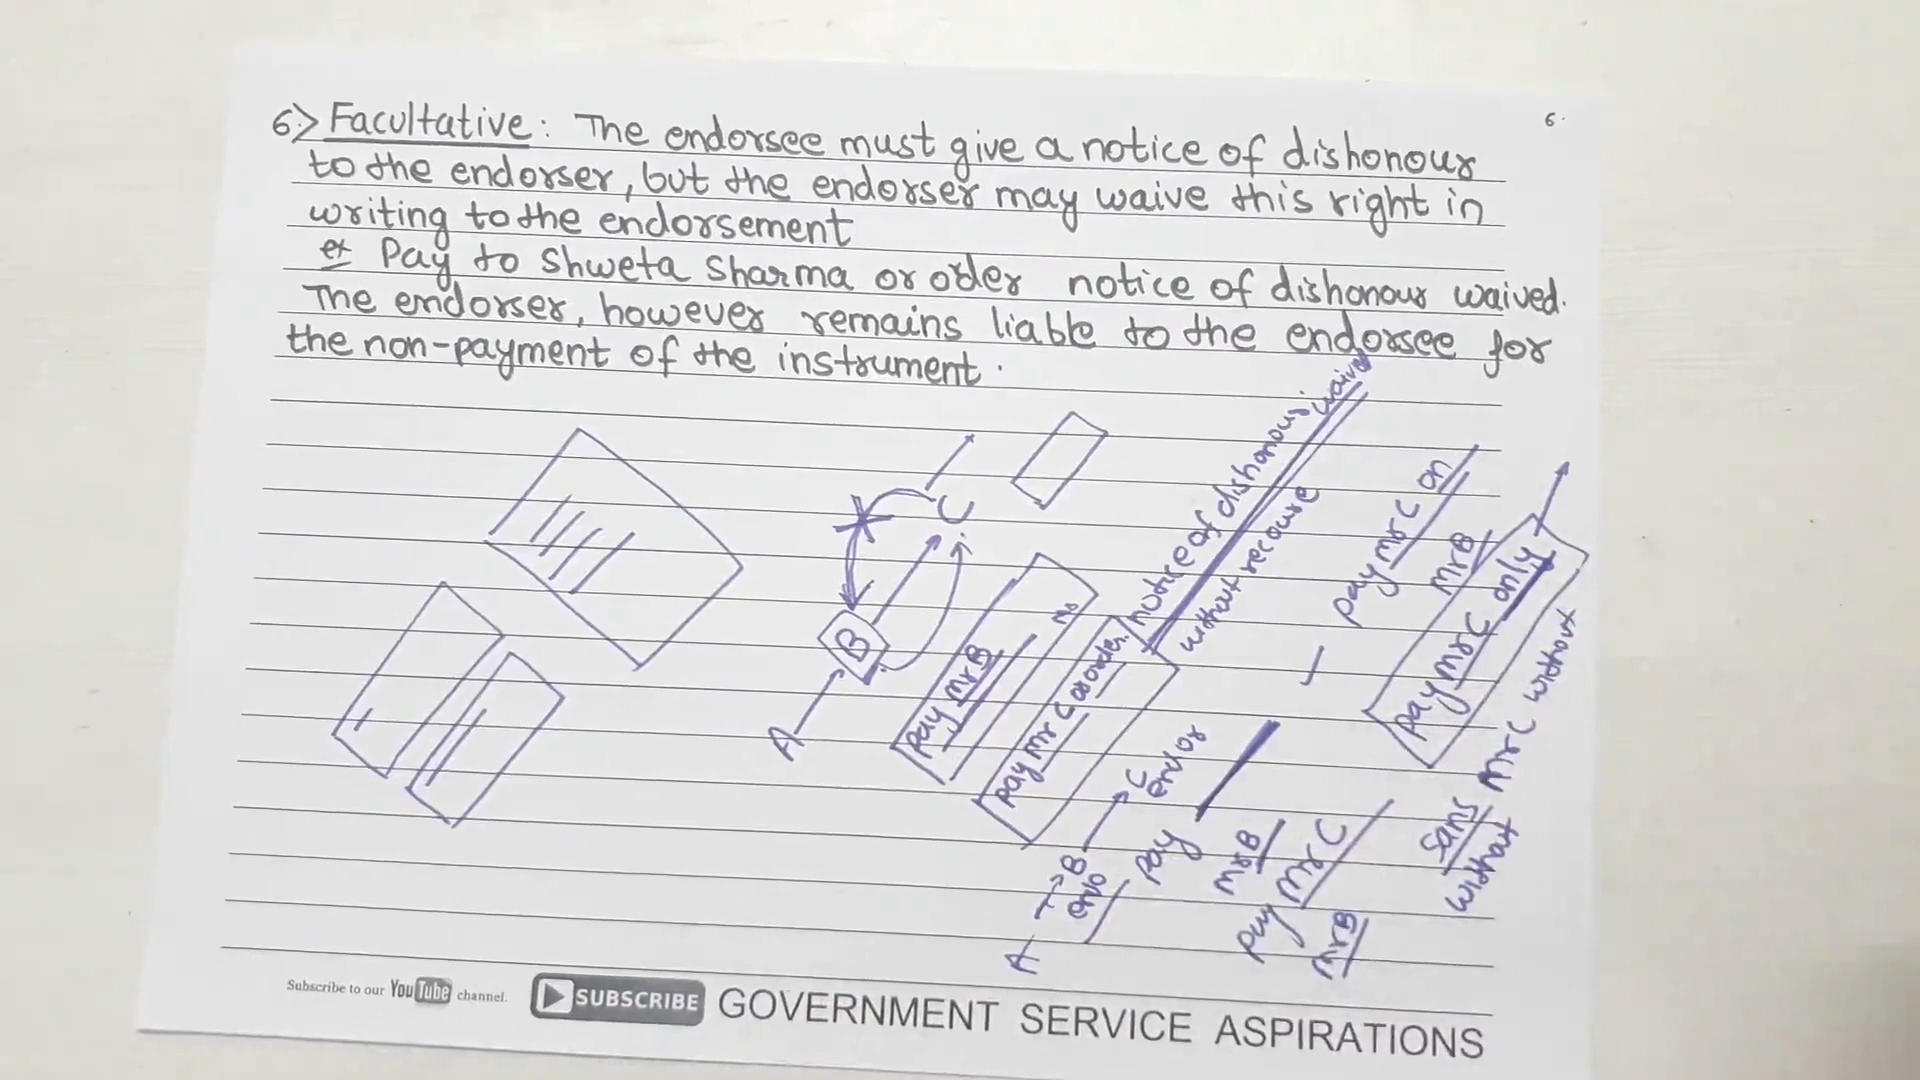 6.
6> Facultative: The endorsee must give a notice of dishonour
to the endorser, but the endorser may waive this right in
writing to the endorsement
ex Pay to Shweta Sharma or order notice of dishonour waived.
The endorser, however remains liable to the endorsee for
the non-payment of the instrument.
C
B
A
pay mr B
no
pay mr C or order.
notice of dishonour waived
without recourse
pay mr C on
mr B
pay mr C only
Sans mr C without
without
A → B → C
endor
endo
pay
mr B
pay mr C
mr B
Subscribe to our YouTube channel.
SUBSCRIBE
GOVERNMENT SERVICE ASPIRATIONS